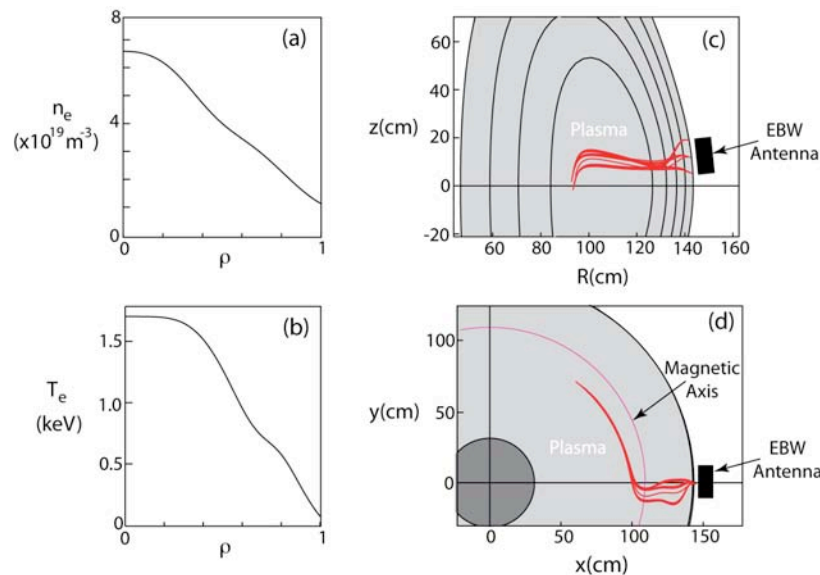 (a)
8
6
4
2
0
n_e
(x10^19 m^-3)
0
1
ρ
(b)
1.5
1.0
0.5
0
T_e
(keV)
0
1
ρ
(c)
z(cm)
60
40
20
0
-20
Plasma
EBW
Antenna
60
80
100
120
140
160
R(cm)
(d)
y(cm)
100
50
0
Magnetic
Axis
Plasma
EBW
Antenna
0
50
100
150
x(cm)